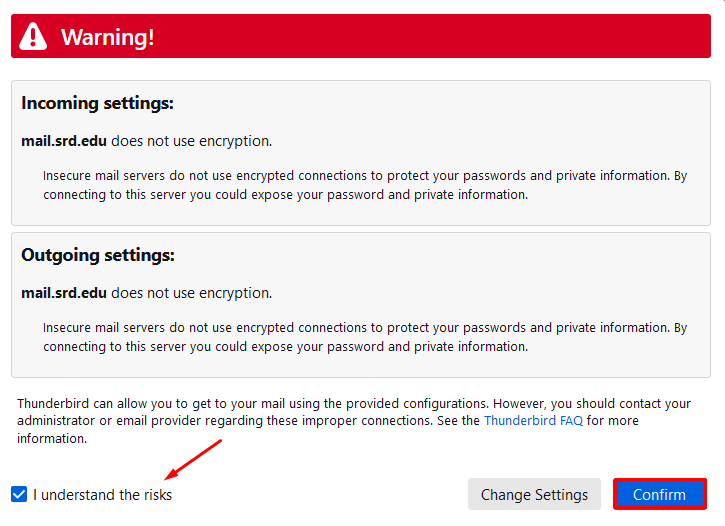 Warning!
Incoming settings:
mail.srd.edu does not use encryption.
Insecure mail servers do not use encrypted connections to protect your passwords and private information. By
connecting to this server you could expose your password and private information.
Outgoing settings:
mail.srd.edu does not use encryption.
Insecure mail servers do not use encrypted connections to protect your passwords and private information. By
connecting to this server you could expose your password and private information.
Thunderbird can allow you to get to your mail using the provided configurations. However, you should contact your
administrator or email provider regarding these improper connections. See the Thunderbird FAQ for more
information.
I understand the risks
Change Settings
Confirm